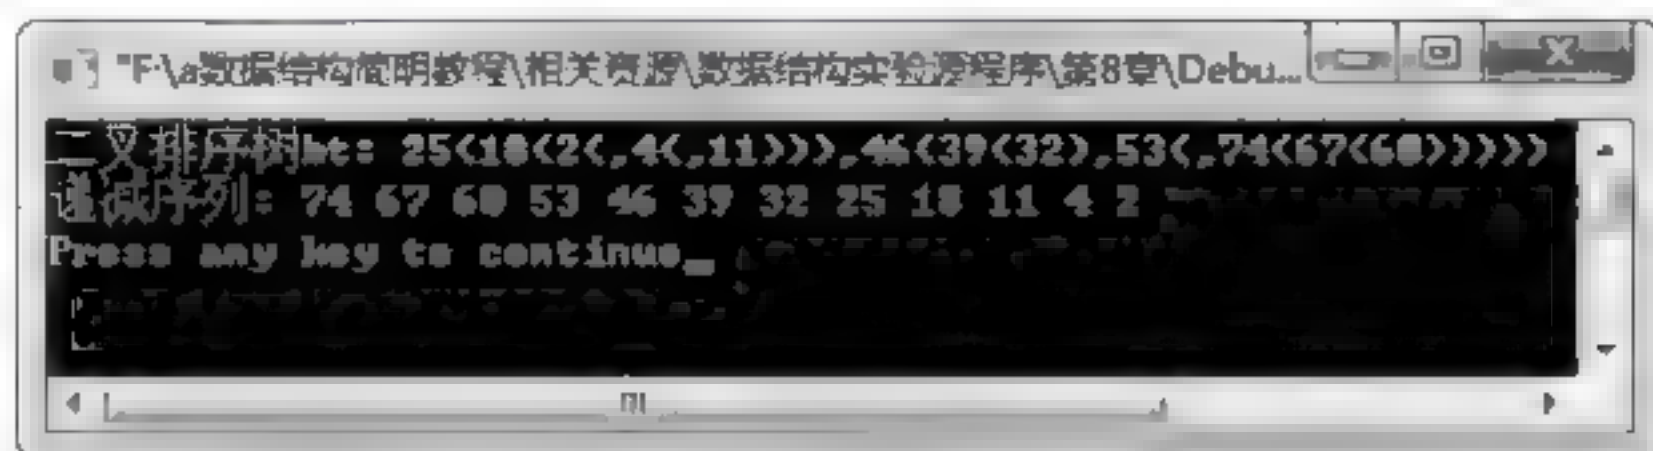 "F:\a数据结构简明教程\相关资源\数据结构实验源程序\第8章\Debu...
二叉排序树bt: 25(18(2(,4(,11))),46(39(32),53(,74(67(60)))))
递减序列: 74 67 60 53 46 39 32 25 18 11 4 2
Press any key to continue_